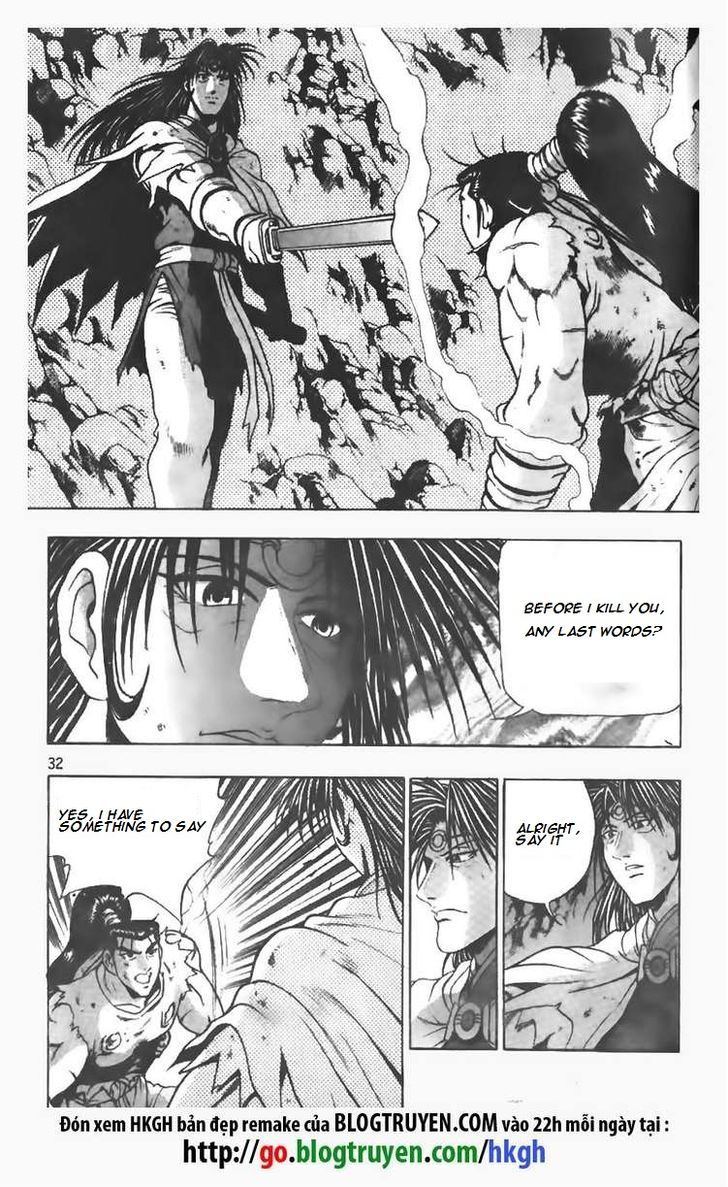 BEFORE I KILL YOU,
ANY LAST WORDS?
32
YES, I HAVE
SOMETHING TO SAY
ALRIGHT,
SAY IT
Đón xem HKGH bản đẹp remake của BLOGTRUYEN.COM vào 22h mỗi ngày tại :
http://go.blogtruyen.com/hkgh